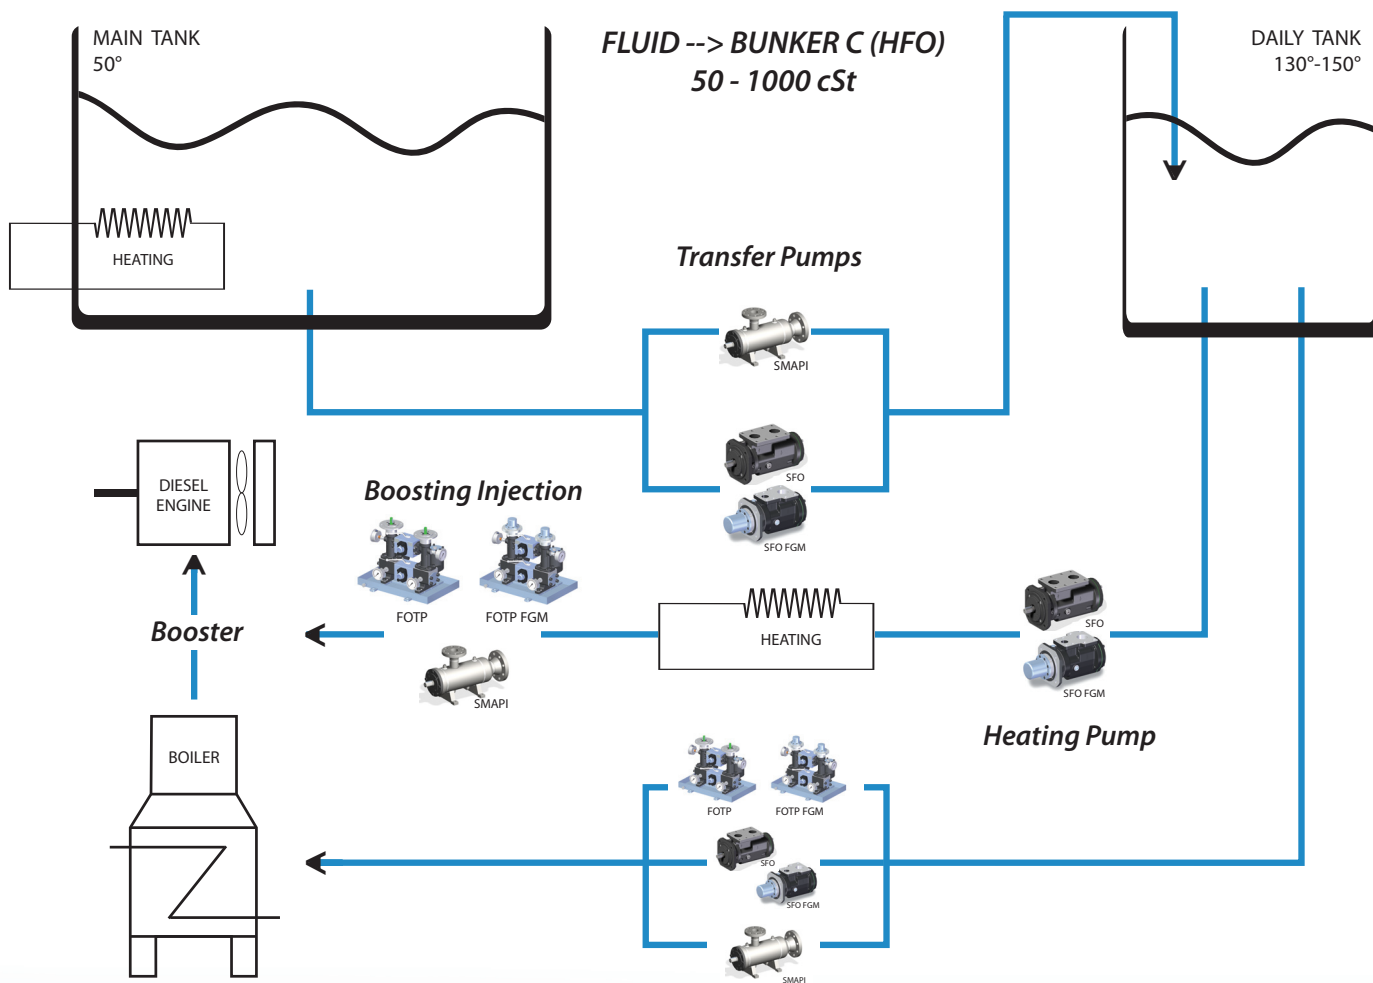 MAIN TANK
50°
FLUID --> BUNKER C (HFO)
50 - 1000 cSt
DAILY TANK
130°-150°
HEATING
Transfer Pumps
SMAPI
SFO
SFO FGM
DIESEL
ENGINE
Boosting Injection
FOTP
FOTP FGM
SMAPI
HEATING
SFO
SFO FGM
Booster
Heating Pump
BOILER
FOTP
FOTP FGM
SFO
SFO FGM
SMAPI